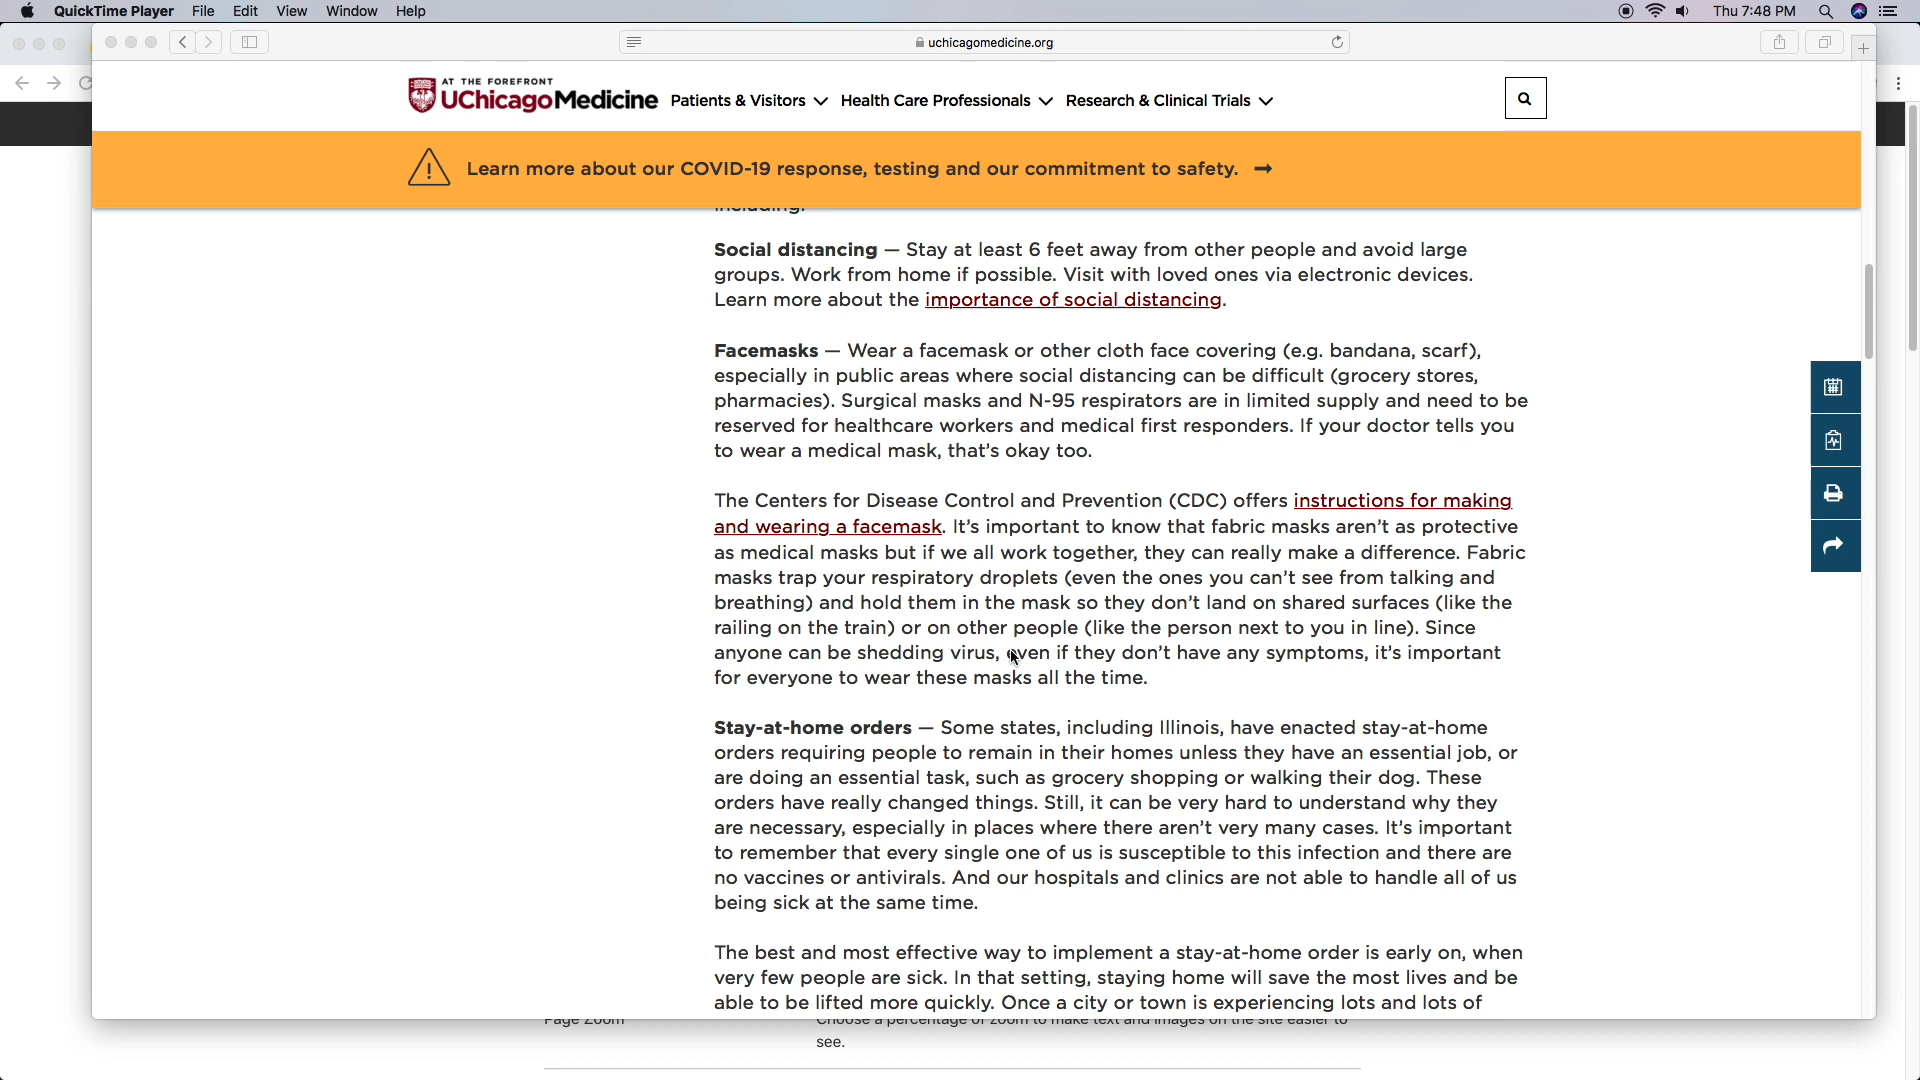 QuickTime Player File Edit View Window Help Thu 7:48 PM
uchicagomedicine.org
AT THE FOREFRONT
UChicagoMedicine
Patients & Visitors Health Care Professionals Research & Clinical Trials
Learn more about our COVID-19 response, testing and our commitment to safety. →
including:
Social distancing — Stay at least 6 feet away from other people and avoid large
groups. Work from home if possible. Visit with loved ones via electronic devices.
Learn more about the importance of social distancing.
Facemasks — Wear a facemask or other cloth face covering (e.g. bandana, scarf),
especially in public areas where social distancing can be difficult (grocery stores,
pharmacies). Surgical masks and N-95 respirators are in limited supply and need to be
reserved for healthcare workers and medical first responders. If your doctor tells you
to wear a medical mask, that's okay too.
The Centers for Disease Control and Prevention (CDC) offers instructions for making
and wearing a facemask. It's important to know that fabric masks aren't as protective
as medical masks but if we all work together, they can really make a difference. Fabric
masks trap your respiratory droplets (even the ones you can't see from talking and
breathing) and hold them in the mask so they don't land on shared surfaces (like the
railing on the train) or on other people (like the person next to you in line). Since
anyone can be shedding virus, even if they don't have any symptoms, it's important
for everyone to wear these masks all the time.
Stay-at-home orders — Some states, including Illinois, have enacted stay-at-home
orders requiring people to remain in their homes unless they have an essential job, or
are doing an essential task, such as grocery shopping or walking their dog. These
orders have really changed things. Still, it can be very hard to understand why they
are necessary, especially in places where there aren't very many cases. It's important
to remember that every single one of us is susceptible to this infection and there are
no vaccines or antivirals. And our hospitals and clinics are not able to handle all of us
being sick at the same time.
The best and most effective way to implement a stay-at-home order is early on, when
very few people are sick. In that setting, staying home will save the most lives and be
able to be lifted more quickly. Once a city or town is experiencing lots and lots of
Page Zoom Choose a percentage of zoom to make text and images on the site easier to
see.